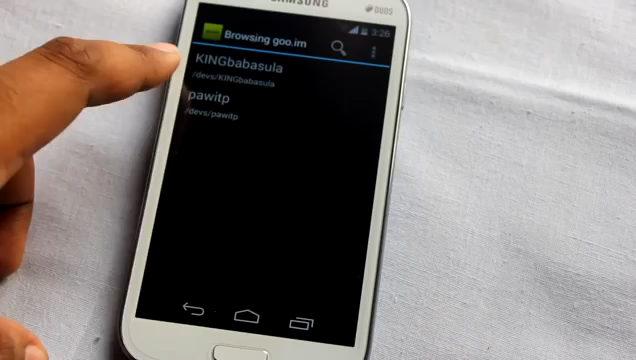 SAMSUNG
DUOS
3:26
Browsing goo.im
KINGbabasula
/devs/KINGbabasula
pawitp
/devs/pawitp